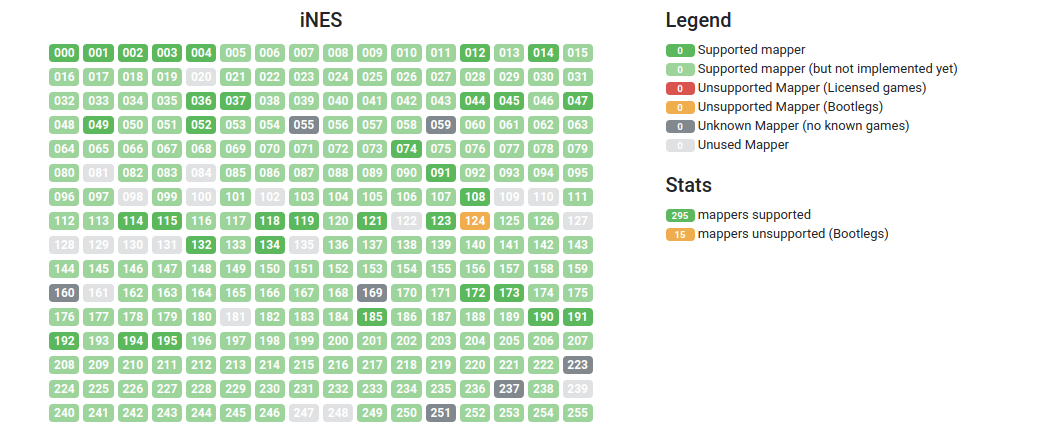 iNES
000 001 002 003 004 005 006 007 008 009 010 011 012 013 014 015
016 017 018 019 020 021 022 023 024 025 026 027 028 029 030 031
032 033 034 035 036 037 038 039 040 041 042 043 044 045 046 047
048 049 050 051 052 053 054 055 056 057 058 059 060 061 062 063
064 065 066 067 068 069 070 071 072 073 074 075 076 077 078 079
080 081 082 083 084 085 086 087 088 089 090 091 092 093 094 095
096 097 098 099 100 101 102 103 104 105 106 107 108 109 110 111
112 113 114 115 116 117 118 119 120 121 122 123 124 125 126 127
128 129 130 131 132 133 134 135 136 137 138 139 140 141 142 143
144 145 146 147 148 149 150 151 152 153 154 155 156 157 158 159
160 161 162 163 164 165 166 167 168 169 170 171 172 173 174 175
176 177 178 179 180 181 182 183 184 185 186 187 188 189 190 191
192 193 194 195 196 197 198 199 200 201 202 203 204 205 206 207
208 209 210 211 212 213 214 215 216 217 218 219 220 221 222 223
224 225 226 227 228 229 230 231 232 233 234 235 236 237 238 239
240 241 242 243 244 245 246 247 248 249 250 251 252 253 254 255
Legend
0 Supported mapper
0 Supported mapper (but not implemented yet)
0 Unsupported Mapper (Licensed games)
0 Unsupported Mapper (Bootlegs)
0 Unknown Mapper (no known games)
0 Unused Mapper
Stats
295 mappers supported
15 mappers unsupported (Bootlegs)